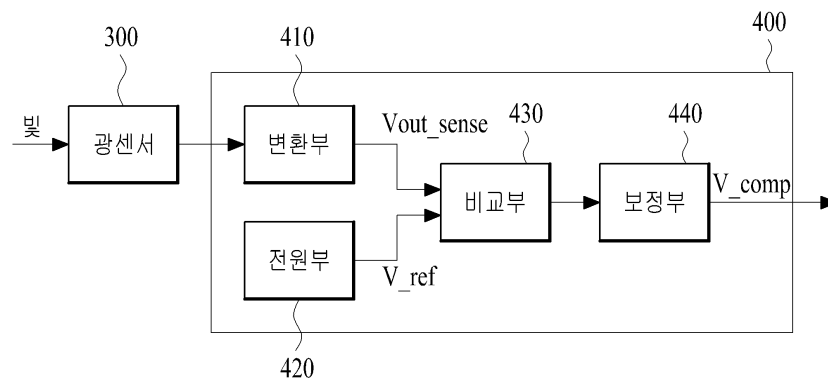 300
410
400
빛
광센서
변환부
Vout_sense
430
440
비교부
보정부
V_comp
전원부
V_ref
420